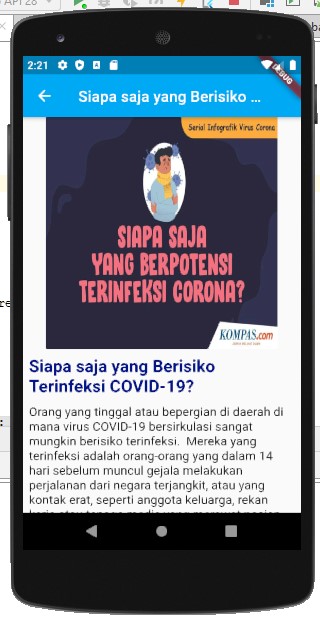 API 28
2:21
DEBUG
Siapa saja yang Berisiko ...
Serial Infografik Virus Corona
SIAPA SAJA
YANG BERPOTENSI
TERINFEKSI CORONA?
KOMPAS.com
Siapa saja yang Berisiko
Terinfeksi COVID-19?
Orang yang tinggal atau bepergian di daerah di
mana virus COVID-19 bersirkulasi sangat
mungkin berisiko terinfeksi. Mereka yang
terinfeksi adalah orang-orang yang dalam 14
hari sebelum muncul gejala melakukan
perjalanan dari negara terjangkit, atau yang
kontak erat, seperti anggota keluarga, rekan